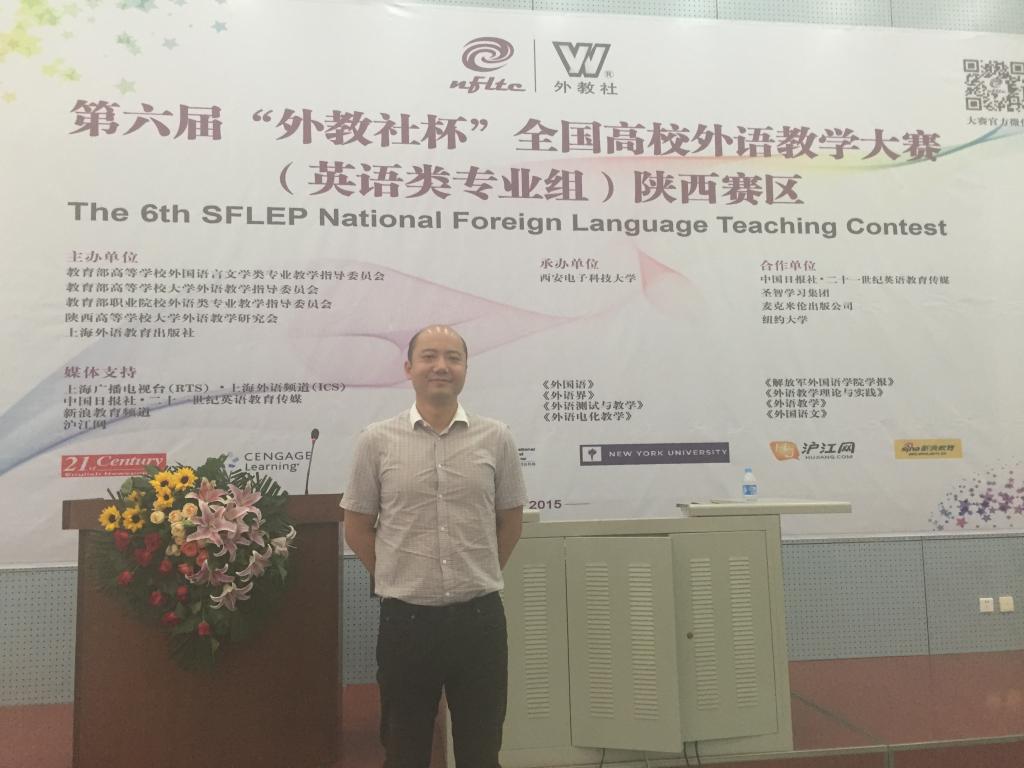 nfltc
W®
外教社
大赛官方微信
第六届“外教社杯”全国高校外语教学大赛
（英语类专业组）陕西赛区
The 6th SFLEP National Foreign Language Teaching Contest
主办单位
教育部高等学校外国语言文学类专业教学指导委员会
教育部高等学校大学外语教学指导委员会
教育部职业院校外语类专业教学指导委员会
陕西高等学校大学外语教学研究会
上海外语教育出版社
承办单位
西安电子科技大学
合作单位
中国日报社·二十一世纪英语教育传媒
圣智学习集团
麦克米伦出版公司
纽约大学
媒体支持
上海广播电视台(RTS)·上海外语频道(ICS)
中国日报社·二十一世纪英语教育传媒
新浪教育频道
沪江网
《外国语》
《外语界》
《外语测试与教学》
《外语电化教学》
《解放军外国语学院学报》
《外语教学理论与实践》
《外语教学》
《外国语文》
21 Century
CENGAGE
Learning®
NEW YORK UNIVERSITY
沪江网
HUJIANG.COM
sina 新浪教育
2015